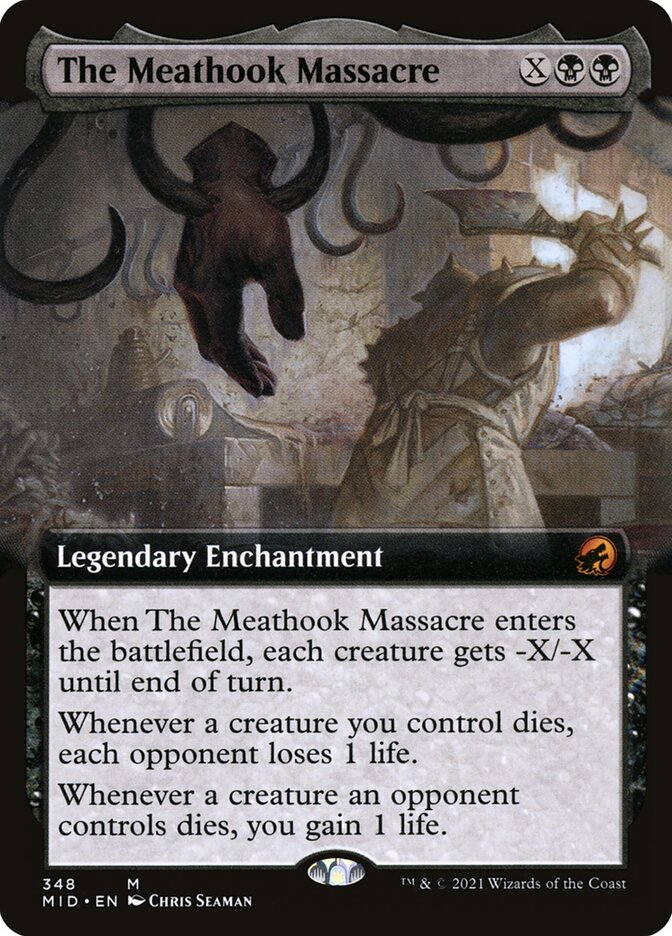 The Meathook Massacre X
Legendary Enchantment
When The Meathook Massacre enters
the battlefield, each creature gets -X/-X
until end of turn.
Whenever a creature you control dies,
each opponent loses 1 life.
Whenever a creature an opponent
controls dies, you gain 1 life.
348 M
MID • EN Chris Seaman
™ & © 2021 Wizards of the Coast